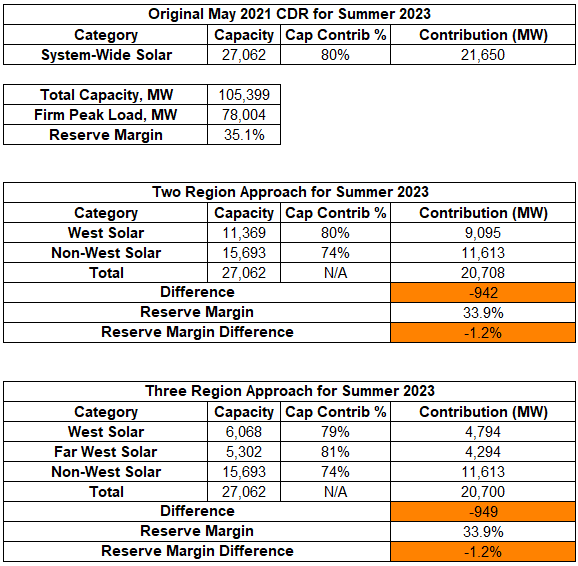 Original May 2021 CDR for Summer 2023
Category Capacity Cap Contrib % Contribution (MW)
System-Wide Solar 27,062 80% 21,650
Total Capacity, MW 105,399
Firm Peak Load, MW 78,004
Reserve Margin 35.1%
Two Region Approach for Summer 2023
Category Capacity Cap Contrib % Contribution (MW)
West Solar 11,369 80% 9,095
Non-West Solar 15,693 74% 11,613
Total 27,062 N/A 20,708
Difference -942
Reserve Margin 33.9%
Reserve Margin Difference -1.2%
Three Region Approach for Summer 2023
Category Capacity Cap Contrib % Contribution (MW)
West Solar 6,068 79% 4,794
Far West Solar 5,302 81% 4,294
Non-West Solar 15,693 74% 11,613
Total 27,062 N/A 20,700
Difference -949
Reserve Margin 33.9%
Reserve Margin Difference -1.2%